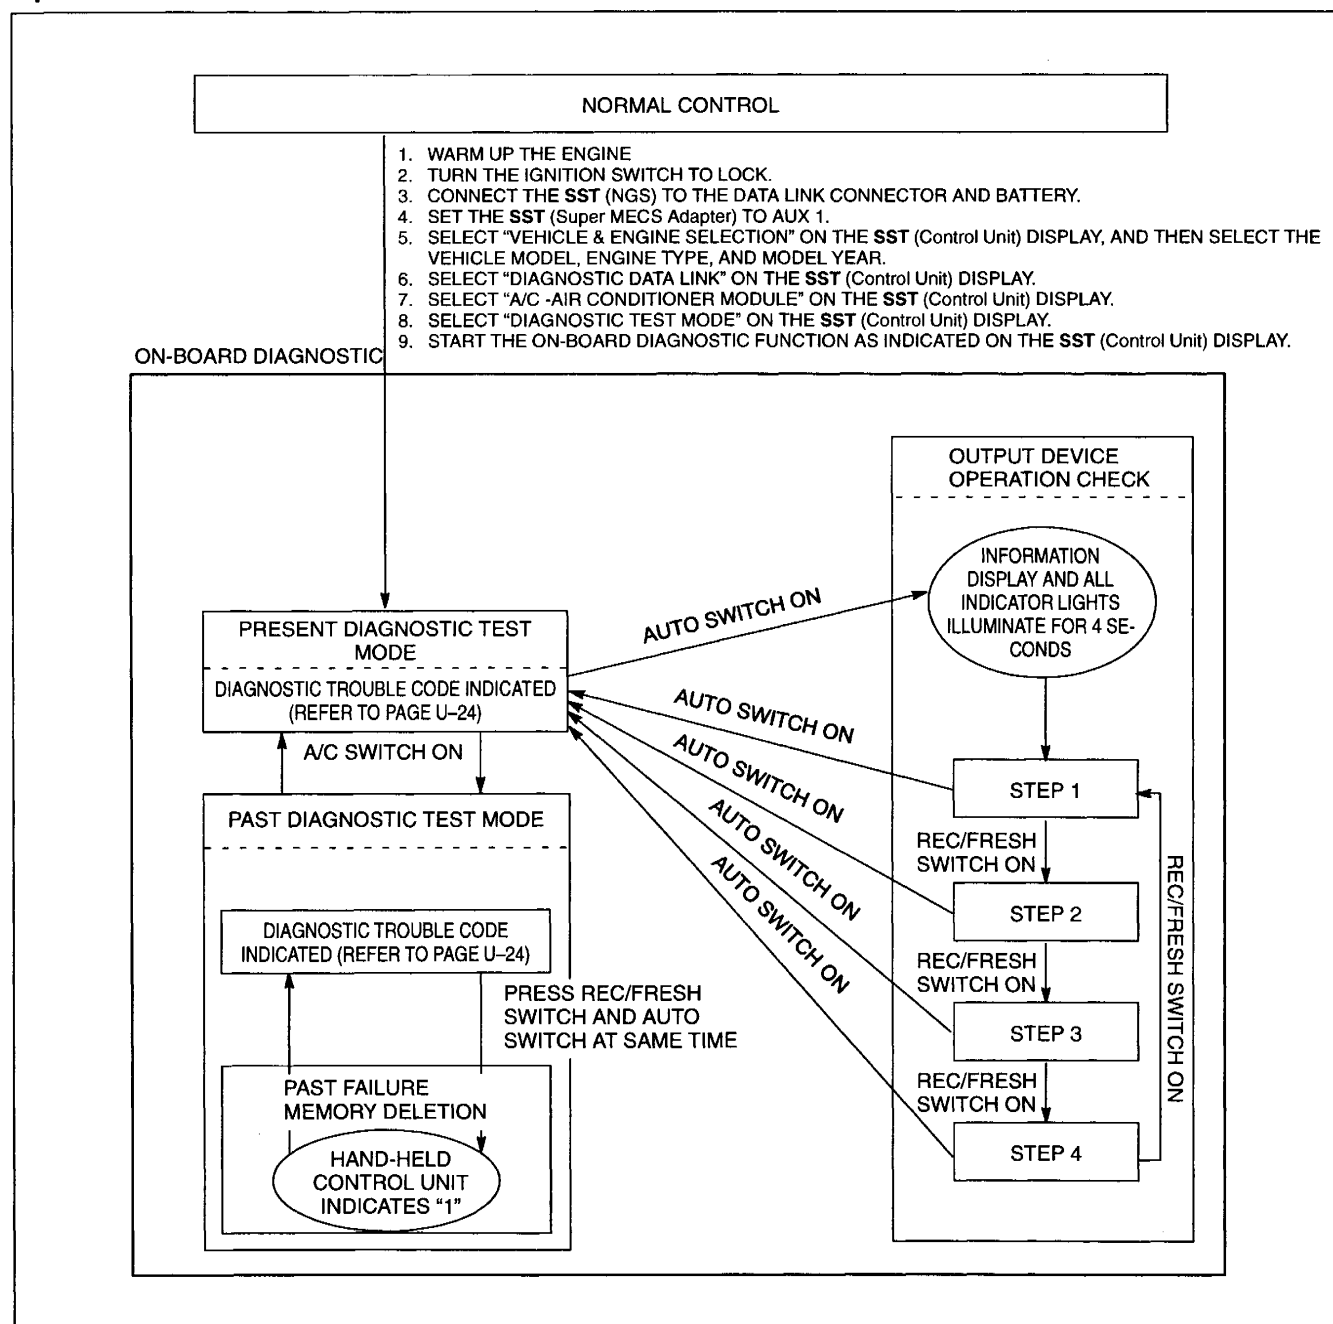 NORMAL CONTROL
1. WARM UP THE ENGINE
2. TURN THE IGNITION SWITCH TO LOCK.
3. CONNECT THE SST (NGS) TO THE DATA LINK CONNECTOR AND BATTERY.
4. SET THE SST (Super MECS Adapter) TO AUX 1.
5. SELECT “VEHICLE & ENGINE SELECTION” ON THE SST (Control Unit) DISPLAY, AND THEN SELECT THE
VEHICLE MODEL, ENGINE TYPE, AND MODEL YEAR.
6. SELECT “DIAGNOSTIC DATA LINK” ON THE SST (Control Unit) DISPLAY.
7. SELECT “A/C -AIR CONDITIONER MODULE” ON THE SST (Control Unit) DISPLAY.
8. SELECT “DIAGNOSTIC TEST MODE” ON THE SST (Control Unit) DISPLAY.
9. START THE ON-BOARD DIAGNOSTIC FUNCTION AS INDICATED ON THE SST (Control Unit) DISPLAY.
ON-BOARD DIAGNOSTIC
PRESENT DIAGNOSTIC TEST
MODE
DIAGNOSTIC TROUBLE CODE INDICATED
(REFER TO PAGE U–24)
A/C SWITCH ON
PAST DIAGNOSTIC TEST MODE
DIAGNOSTIC TROUBLE CODE
INDICATED (REFER TO PAGE U–24)
PRESS REC/FRESH
SWITCH AND AUTO
SWITCH AT SAME TIME
PAST FAILURE
MEMORY DELETION
HAND-HELD
CONTROL UNIT
INDICATES “1”
AUTO SWITCH ON
AUTO SWITCH ON
AUTO SWITCH ON
AUTO SWITCH ON
AUTO SWITCH ON
OUTPUT DEVICE
OPERATION CHECK
INFORMATION
DISPLAY AND ALL
INDICATOR LIGHTS
ILLUMINATE FOR 4 SE-
CONDS
STEP 1
REC/FRESH
SWITCH ON
STEP 2
REC/FRESH
SWITCH ON
STEP 3
REC/FRESH
SWITCH ON
STEP 4
REC/FRESH SWITCH ON